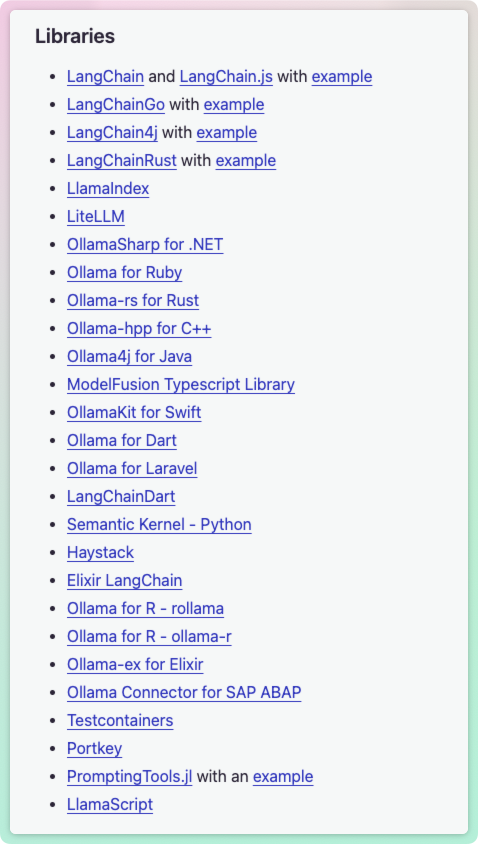 Libraries
LangChain and LangChain.js with example
LangChainGo with example
LangChain4j with example
LangChainRust with example
LlamaIndex
LiteLLM
OllamaSharp for .NET
Ollama for Ruby
Ollama-rs for Rust
Ollama-hpp for C++
Ollama4j for Java
ModelFusion Typescript Library
OllamaKit for Swift
Ollama for Dart
Ollama for Laravel
LangChainDart
Semantic Kernel - Python
Haystack
Elixir LangChain
Ollama for R - rollama
Ollama for R - ollama-r
Ollama-ex for Elixir
Ollama Connector for SAP ABAP
Testcontainers
Portkey
PromptingTools.jl with an example
LlamaScript